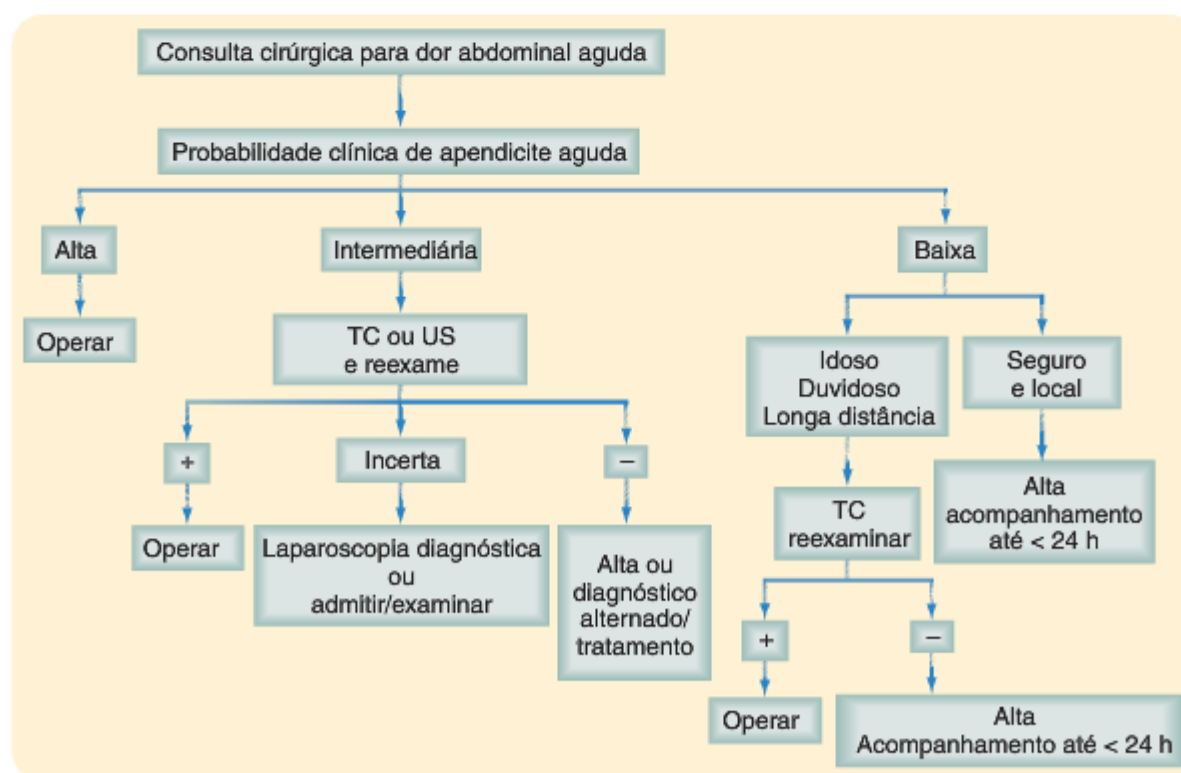 Consulta cirúrgica para dor abdominal aguda
Probabilidade clínica de apendicite aguda
Alta
Intermediária
Baixa
Operar
TC ou US
e reexame
Idoso
Duvidoso
Longa distância
Seguro
e local
+
Incerta
–
Operar
Laparoscopia diagnóstica
ou
admitir/examinar
Alta ou
diagnóstico
alternado/
tratamento
TC
reexaminar
Alta
acompanhamento
até < 24 h
+
–
Operar
Alta
Acompanhamento até < 24 h